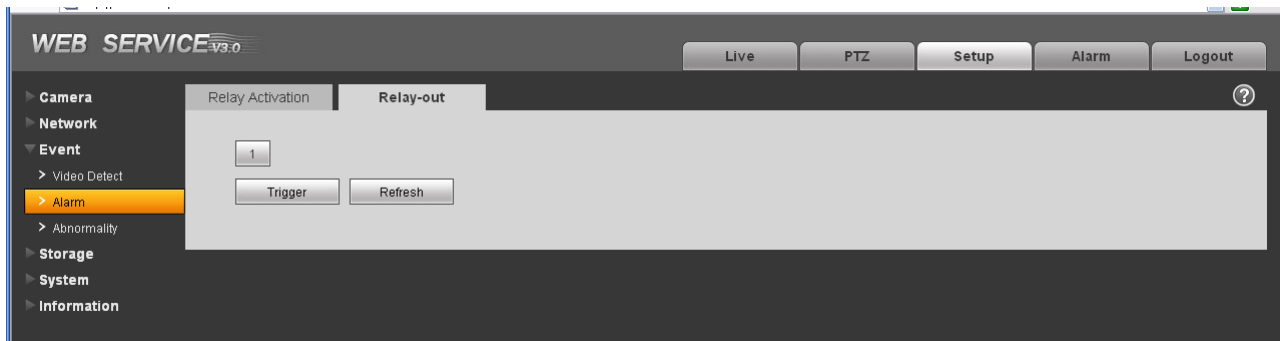 WEB SERVICE V3.0
Live
PTZ
Setup
Alarm
Logout
Camera
Network
Event
> Video Detect
> Alarm
> Abnormality
Storage
System
Information
Relay Activation
Relay-out
?
1
Trigger
Refresh